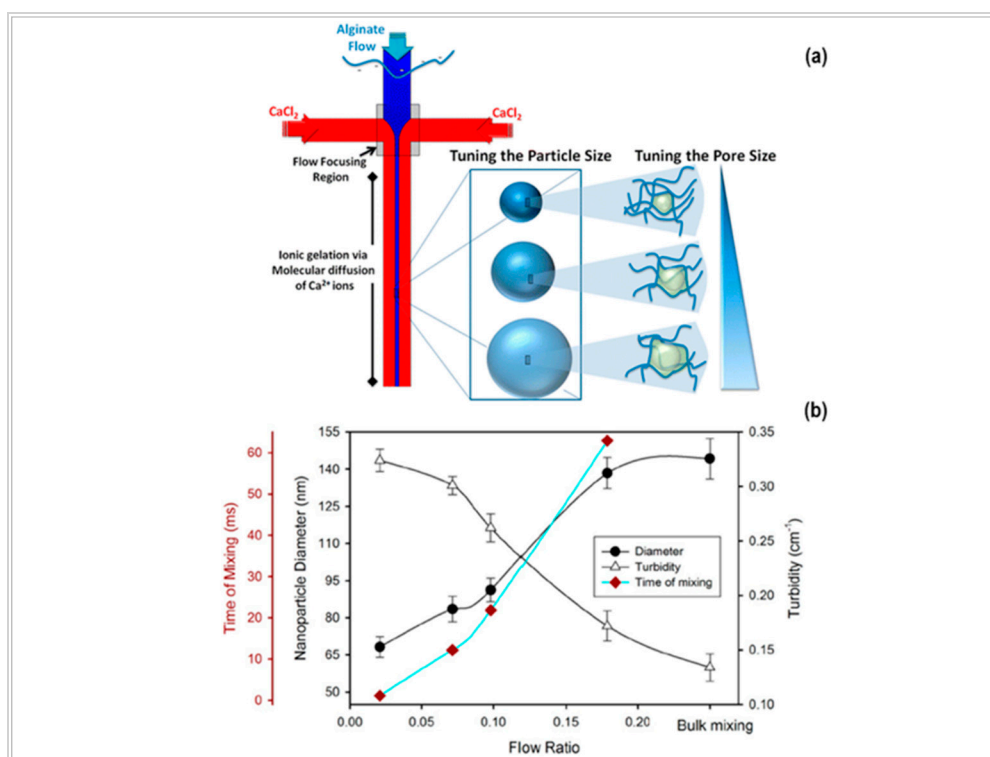 Alginate
Flow
(a)
CaCl₂
CaCl₂
Flow Focusing
Region
Tuning the Particle Size
Tuning the Pore Size
Ionic gelation via
Molecular diffusion
of Ca²⁺ ions
(b)
Time of Mixing (ms)
60
50
40
30
20
10
0
Nanoparticle Diameter (nm)
155
140
125
110
95
80
65
50
Diameter
Turbidity
Time of mixing
0.35
0.30
0.25
0.20
0.15
0.10
Turbidity (cm⁻¹)
0.00
0.05
0.10
0.15
0.20
Bulk mixing
Flow Ratio